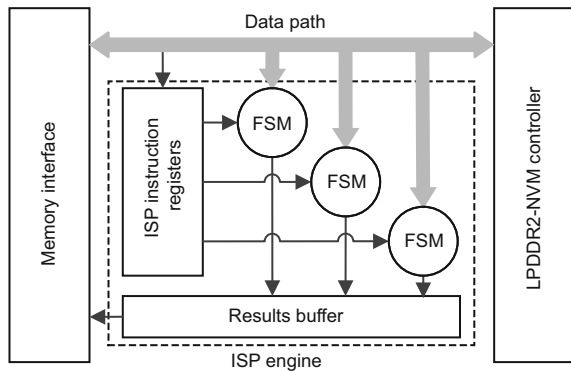 Data path
Memory interface
ISP instruction
registers
FSM
FSM
FSM
Results buffer
ISP engine
LPDDR2-NVM controller